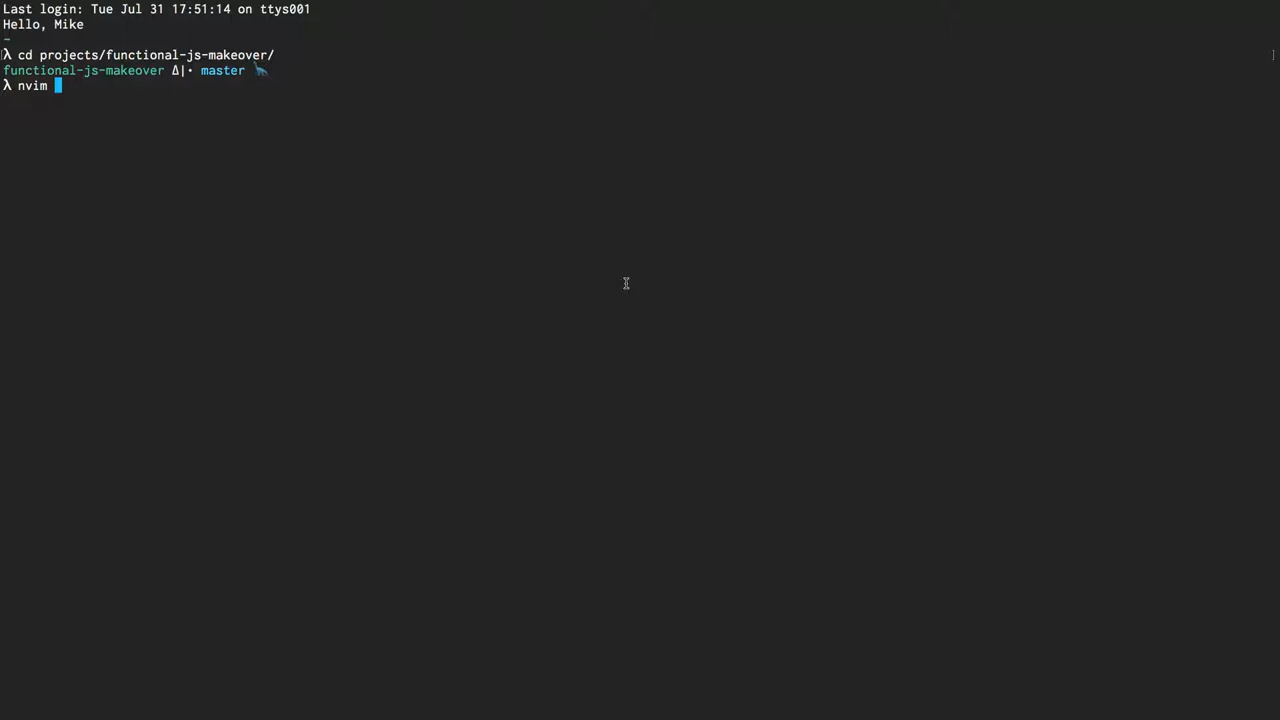 Last login: Tue Jul 31 17:51:14 on ttys001
Hello, Mike
~
λ cd projects/functional-js-makeover/
functional-js-makeover Δ|• master 🦕
λ nvim